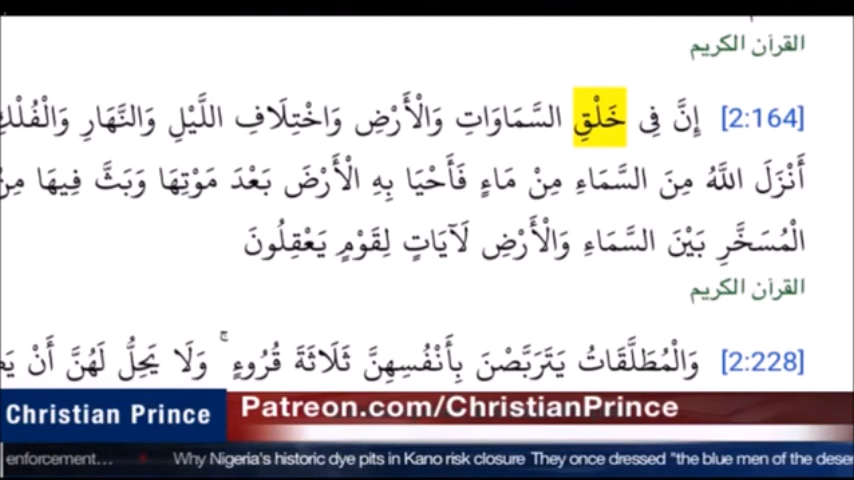 القرآن الكريم
[2:164] إِنَّ فِى خَلْقِ السَّمَاوَاتِ وَالْأَرْضِ وَاخْتِلَافِ اللَّيْلِ وَالنَّهَارِ وَالْفُلْكِ
أَنْزَلَ اللَّهُ مِنَ السَّمَاءِ مِنْ مَاءٍ فَأَحْيَا بِهِ الْأَرْضَ بَعْدَ مَوْتِهَا وَبَثَّ فِيهَا مِنْ
الْمُسَخَّرِ بَيْنَ السَّمَاءِ وَالْأَرْضِ لَآيَاتٍ لِقَوْمٍ يَعْقِلُونَ
القرآن الكريم
[2:228] وَالْمُطَلَّقَاتُ يَتَرَبَّصْنَ بِأَنْفُسِهِنَّ ثَلَاثَةَ قُرُوءٍ ۚ وَلَا يَحِلُّ لَهُنَّ أَنْ
Christian Prince
Patreon.com/ChristianPrince
enforcement... Why Nigeria's historic dye pits in Kano risk closure They once dressed "the blue men of the